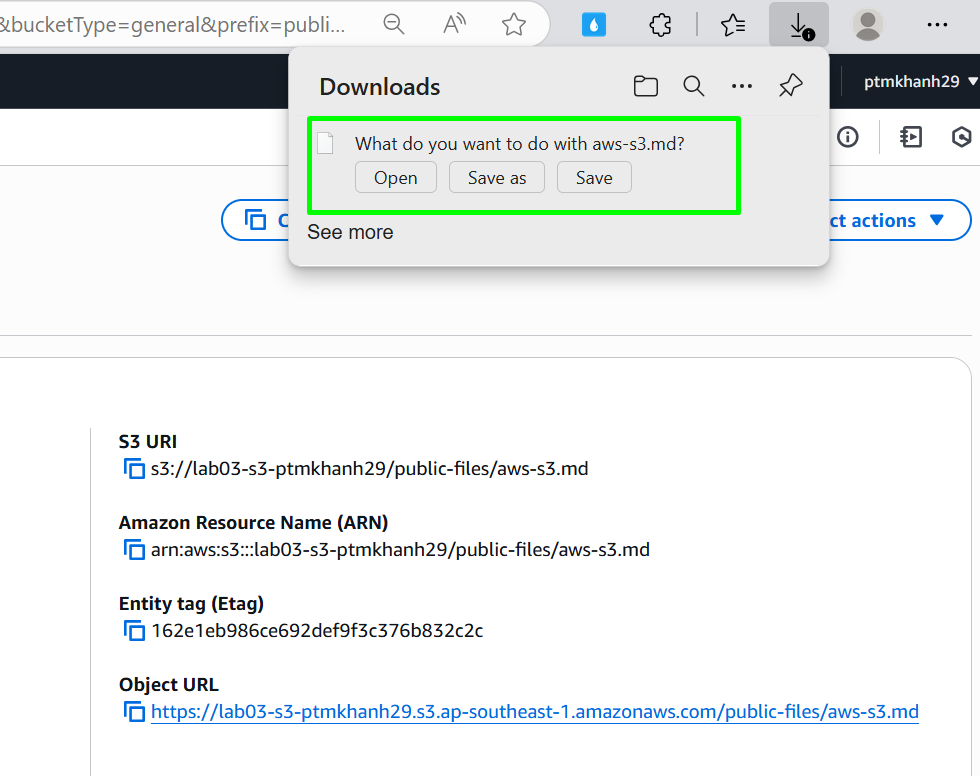 &bucketType=general&prefix=publi...
ptmkhanh29
Downloads
What do you want to do with aws-s3.md?
Open
Save as
Save
See more
C
ct actions
S3 URI
s3://lab03-s3-ptmkhanh29/public-files/aws-s3.md
Amazon Resource Name (ARN)
arn:aws:s3:::lab03-s3-ptmkhanh29/public-files/aws-s3.md
Entity tag (Etag)
162e1eb986ce692def9f3c376b832c2c
Object URL
https://lab03-s3-ptmkhanh29.s3.ap-southeast-1.amazonaws.com/public-files/aws-s3.md